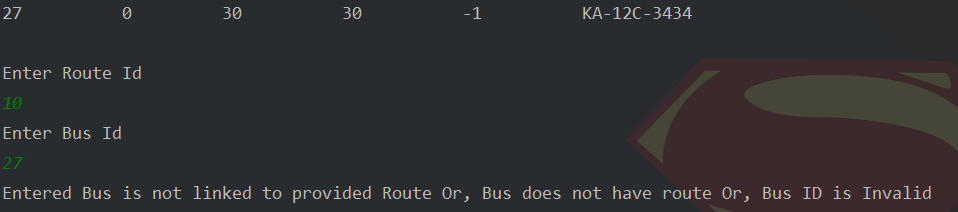 27 0 30 30 -1 KA-12C-3434
Enter Route Id
10
Enter Bus Id
27
Entered Bus is not linked to provided Route Or, Bus does not have route Or, Bus ID is Invalid